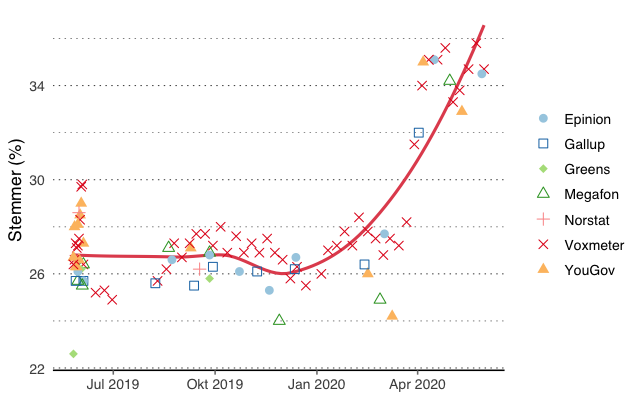 Stemmer (%)
34
30
26
22
Jul 2019
Okt 2019
Jan 2020
Apr 2020
Epinion
Gallup
Greens
Megafon
Norstat
Voxmeter
YouGov